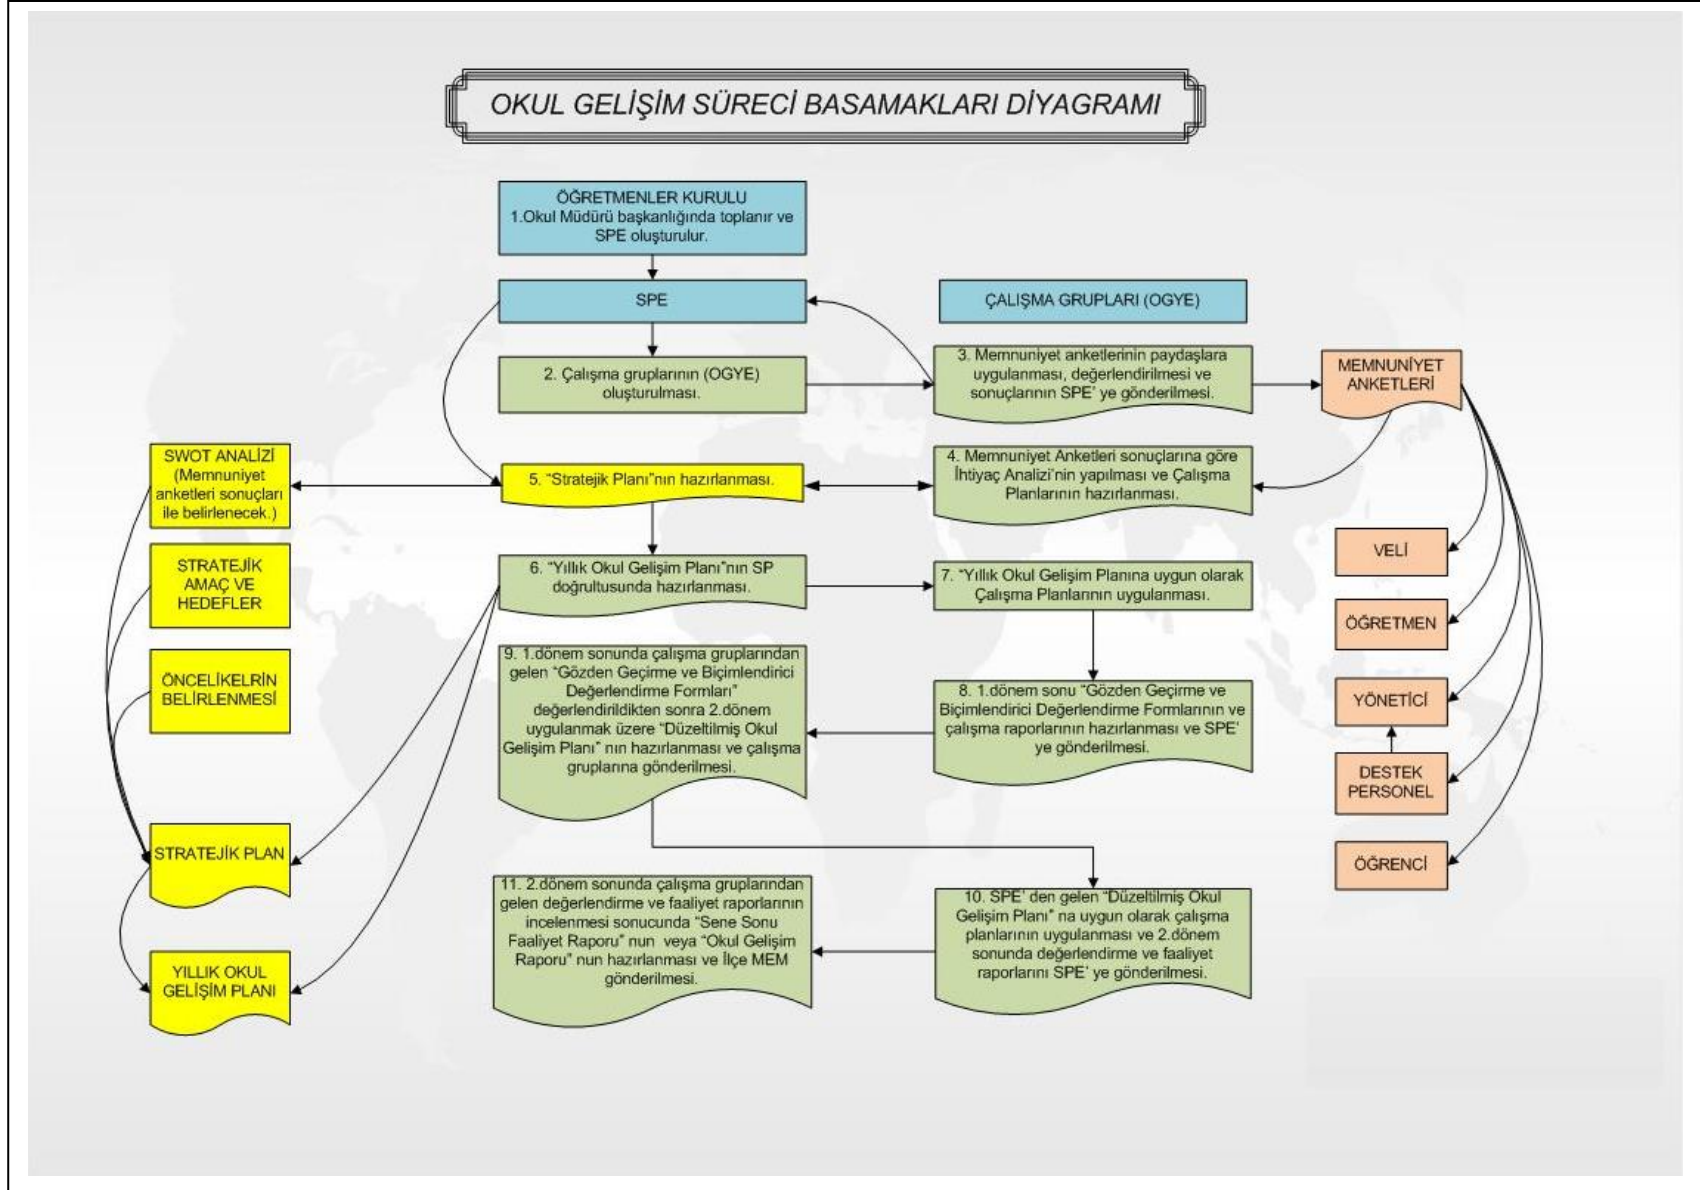 OKUL GELİŞİM SÜRECİ BASAMAKLARI DİYAGRAMI
ÖĞRETMENLER KURULU
1.Okul Müdürü başkanlığında toplanır ve
SPE oluşturulur.
SPE
ÇALIŞMA GRUPLARI (OGYE)
2. Çalışma gruplarının (OGYE)
oluşturulması.
3. Memnuniyet anketlerinin paydaşlara
uygulanması, değerlendirilmesi ve
sonuçlarının SPE' ye gönderilmesi.
MEMNUNİYET
ANKETLERİ
SWOT ANALİZİ
(Memnuniyet
anketleri sonuçları
ile belirlenecek.)
5. “Stratejik Planı”nın hazırlanması.
4. Memnuniyet Anketleri sonuçlarına göre
İhtiyaç Analizi'nin yapılması ve Çalışma
Planlarının hazırlanması.
VELİ
STRATEJİK
AMAÇ VE
HEDEFLER
6. “Yıllık Okul Gelişim Planı”nın SP
doğrultusunda hazırlanması.
7. “Yıllık Okul Gelişim Planına uygun olarak
Çalışma Planlarının uygulanması.
ÖĞRETMEN
ÖNCELİKELRİN
BELİRLENMESİ
9. 1.dönem sonunda çalışma gruplarından
gelen “Gözden Geçirme ve Biçimlendirici
Değerlendirme Formları”
değerlendirildikten sonra 2.dönem
uygulanmak üzere “Düzeltilmiş Okul
Gelişim Planı” nın hazırlanması ve çalışma
gruplarına gönderilmesi.
8. 1.dönem sonu “Gözden Geçirme ve
Biçimlendirici Değerlendirme Formlarının ve
çalışma raporlarının hazırlanması ve SPE'
ye gönderilmesi.
YÖNETİCİ
DESTEK
PERSONEL
STRATEJİK PLAN
ÖĞRENCİ
11. 2.dönem sonunda çalışma gruplarından
gelen değerlendirme ve faaliyet raporlarının
incelenmesi sonucunda “Sene Sonu
Faaliyet Raporu” nun veya “Okul Gelişim
Raporu” nun hazırlanması ve İlçe MEM
gönderilmesi.
10. SPE' den gelen “Düzeltilmiş Okul
Gelişim Planı” na uygun olarak çalışma
planlarının uygulanması ve 2.dönem
sonunda değerlendirme ve faaliyet
raporlarını SPE' ye gönderilmesi.
YILLIK OKUL
GELİŞİM PLANI